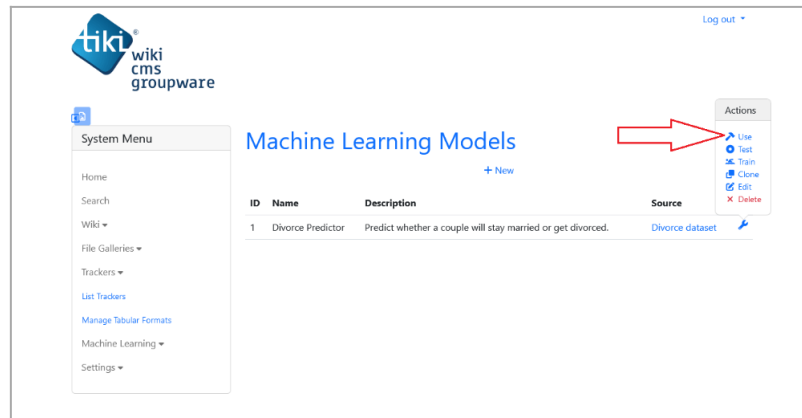 Log out
tiki wiki
cms
groupware
Actions
Use
Test
Train
Clone
Edit
Delete
System Menu
Home
Search
Wiki
File Galleries
Trackers
List Trackers
Manage Tabular Formats
Machine Learning
Settings
Machine Learning Models
+ New
ID Name Description Source
1 Divorce Predictor Predict whether a couple will stay married or get divorced. Divorce dataset